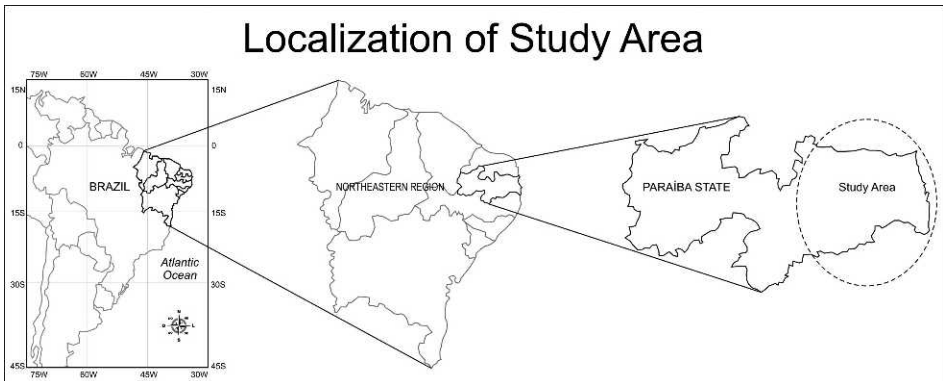 Localization of Study Area
75W 60W 45W 30W
15N 15N
0 0
BRAZIL
NORTHEASTERN REGION
PARAÍBA STATE
Study Area
15S 15S
Atlantic
Ocean
30S 30S
N
S
45S 45S
75W 60W 45W 30W